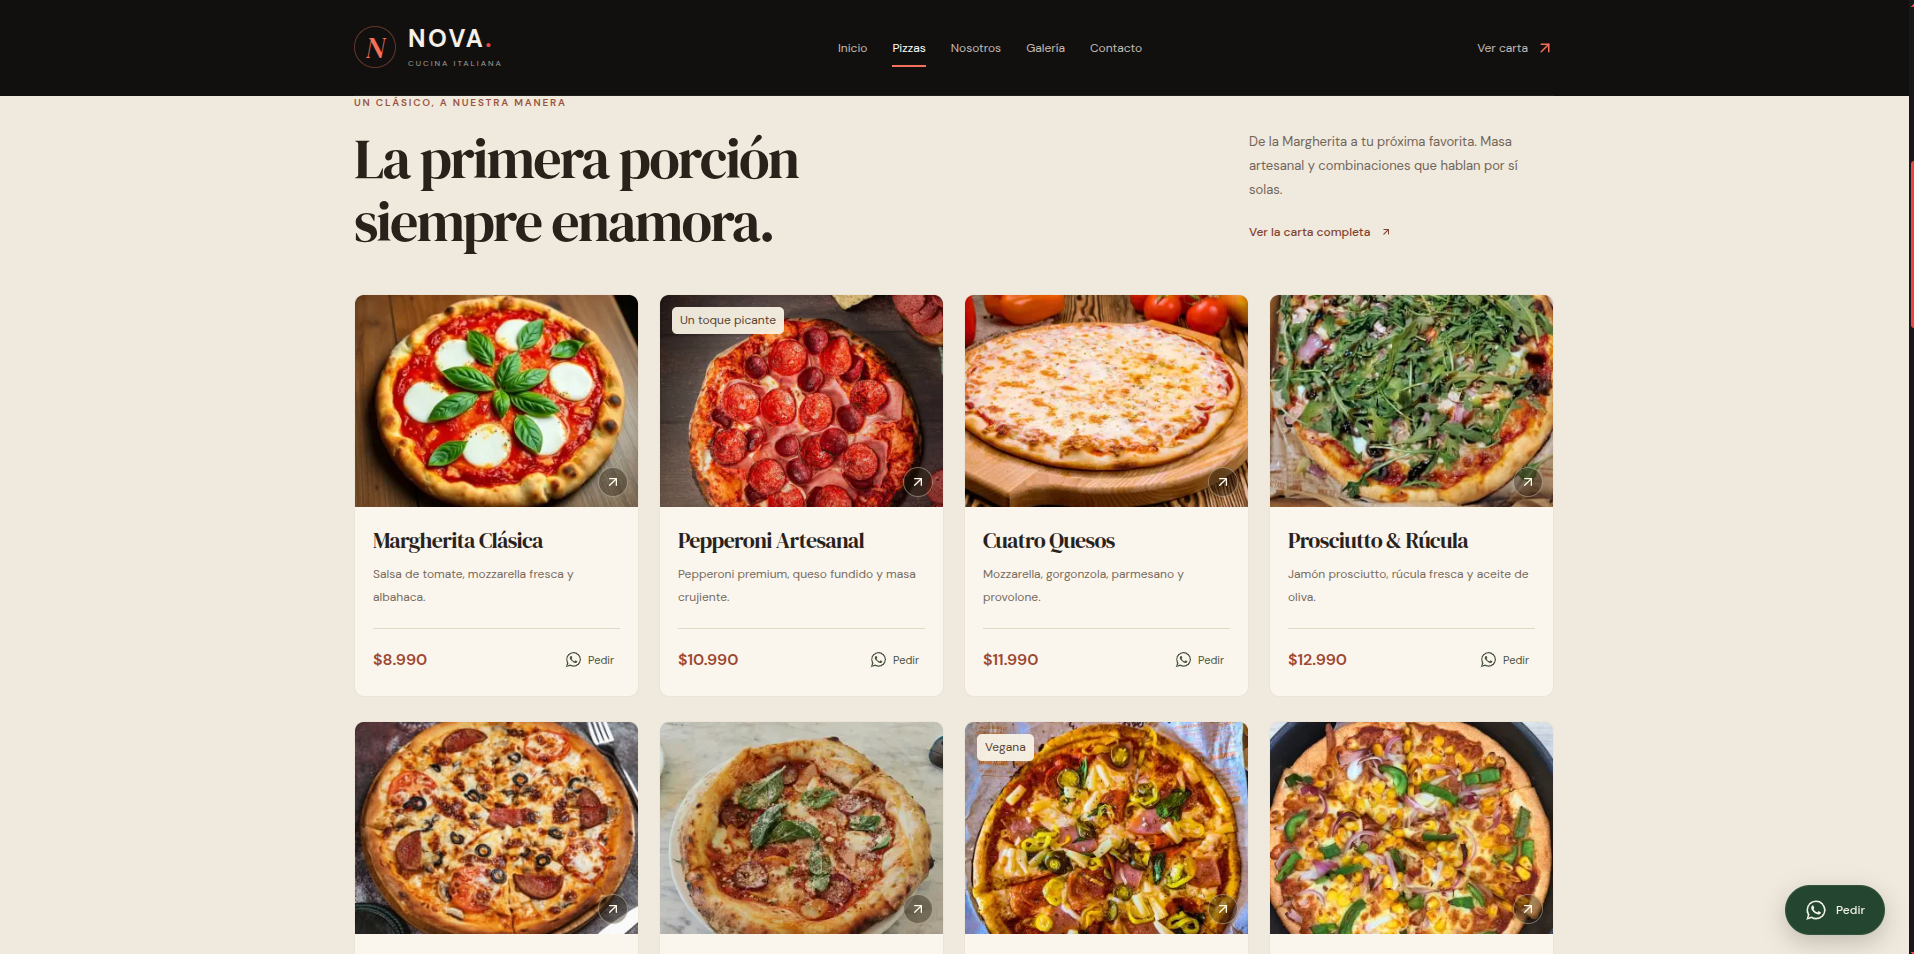 N
NOVA.
CUCINA ITALIANA
Inicio
Pizzas
Nosotros
Galería
Contacto
Ver carta
UN CLÁSICO, A NUESTRA MANERA
La primera porción
siempre enamora.
De la Margherita a tu próxima favorita. Masa
artesanal y combinaciones que hablan por sí
solas.
Ver la carta completa
Un toque picante
Margherita Clásica
Salsa de tomate, mozzarella fresca y
albahaca.
$8.990
Pedir
Pepperoni Artesanal
Pepperoni premium, queso fundido y masa
crujiente.
$10.990
Pedir
Cuatro Quesos
Mozzarella, gorgonzola, parmesano y
provolone.
$11.990
Pedir
Prosciutto & Rúcula
Jamón prosciutto, rúcula fresca y aceite de
oliva.
$12.990
Pedir
Vegana
Pedir